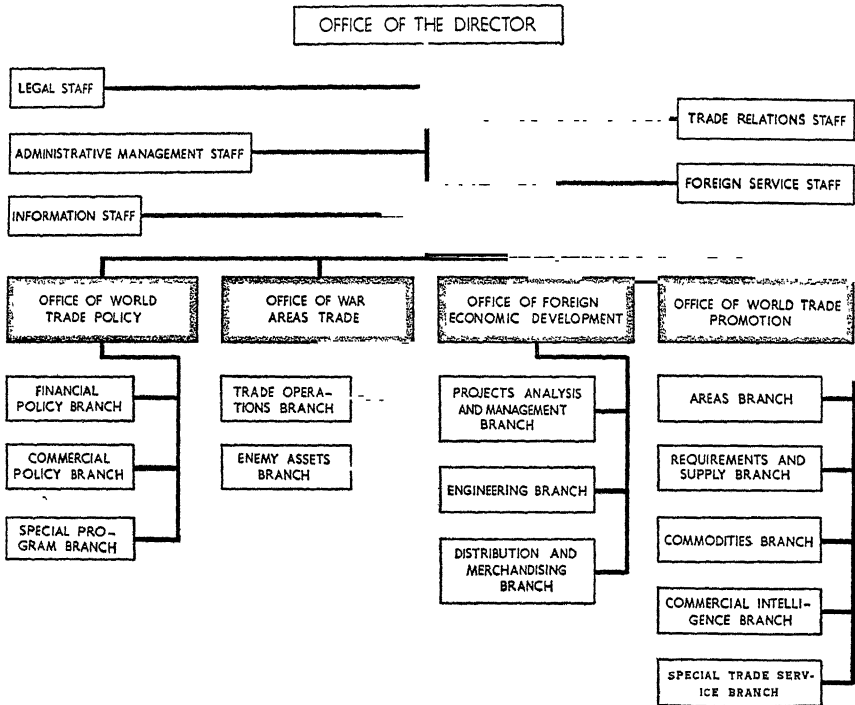 OFFICE OF THE DIRECTOR
LEGAL STAFF
TRADE RELATIONS STAFF
ADMINISTRATIVE MANAGEMENT STAFF
FOREIGN SERVICE STAFF
INFORMATION STAFF
OFFICE OF WORLD
TRADE POLICY
OFFICE OF WAR
AREAS TRADE
OFFICE OF FOREIGN
ECONOMIC DEVELOPMENT
OFFICE OF WORLD TRADE
PROMOTION
FINANCIAL
POLICY BRANCH
COMMERCIAL
POLICY BRANCH
SPECIAL PRO-
GRAM BRANCH
TRADE OPERA-
TIONS BRANCH
ENEMY ASSETS
BRANCH
PROJECTS ANALYSIS
AND MANAGEMENT
BRANCH
ENGINEERING BRANCH
DISTRIBUTION AND
MERCHANDISING
BRANCH
AREAS BRANCH
REQUIREMENTS AND
SUPPLY BRANCH
COMMODITIES BRANCH
COMMERCIAL INTELLI-
GENCE BRANCH
SPECIAL TRADE SERV-
ICE BRANCH